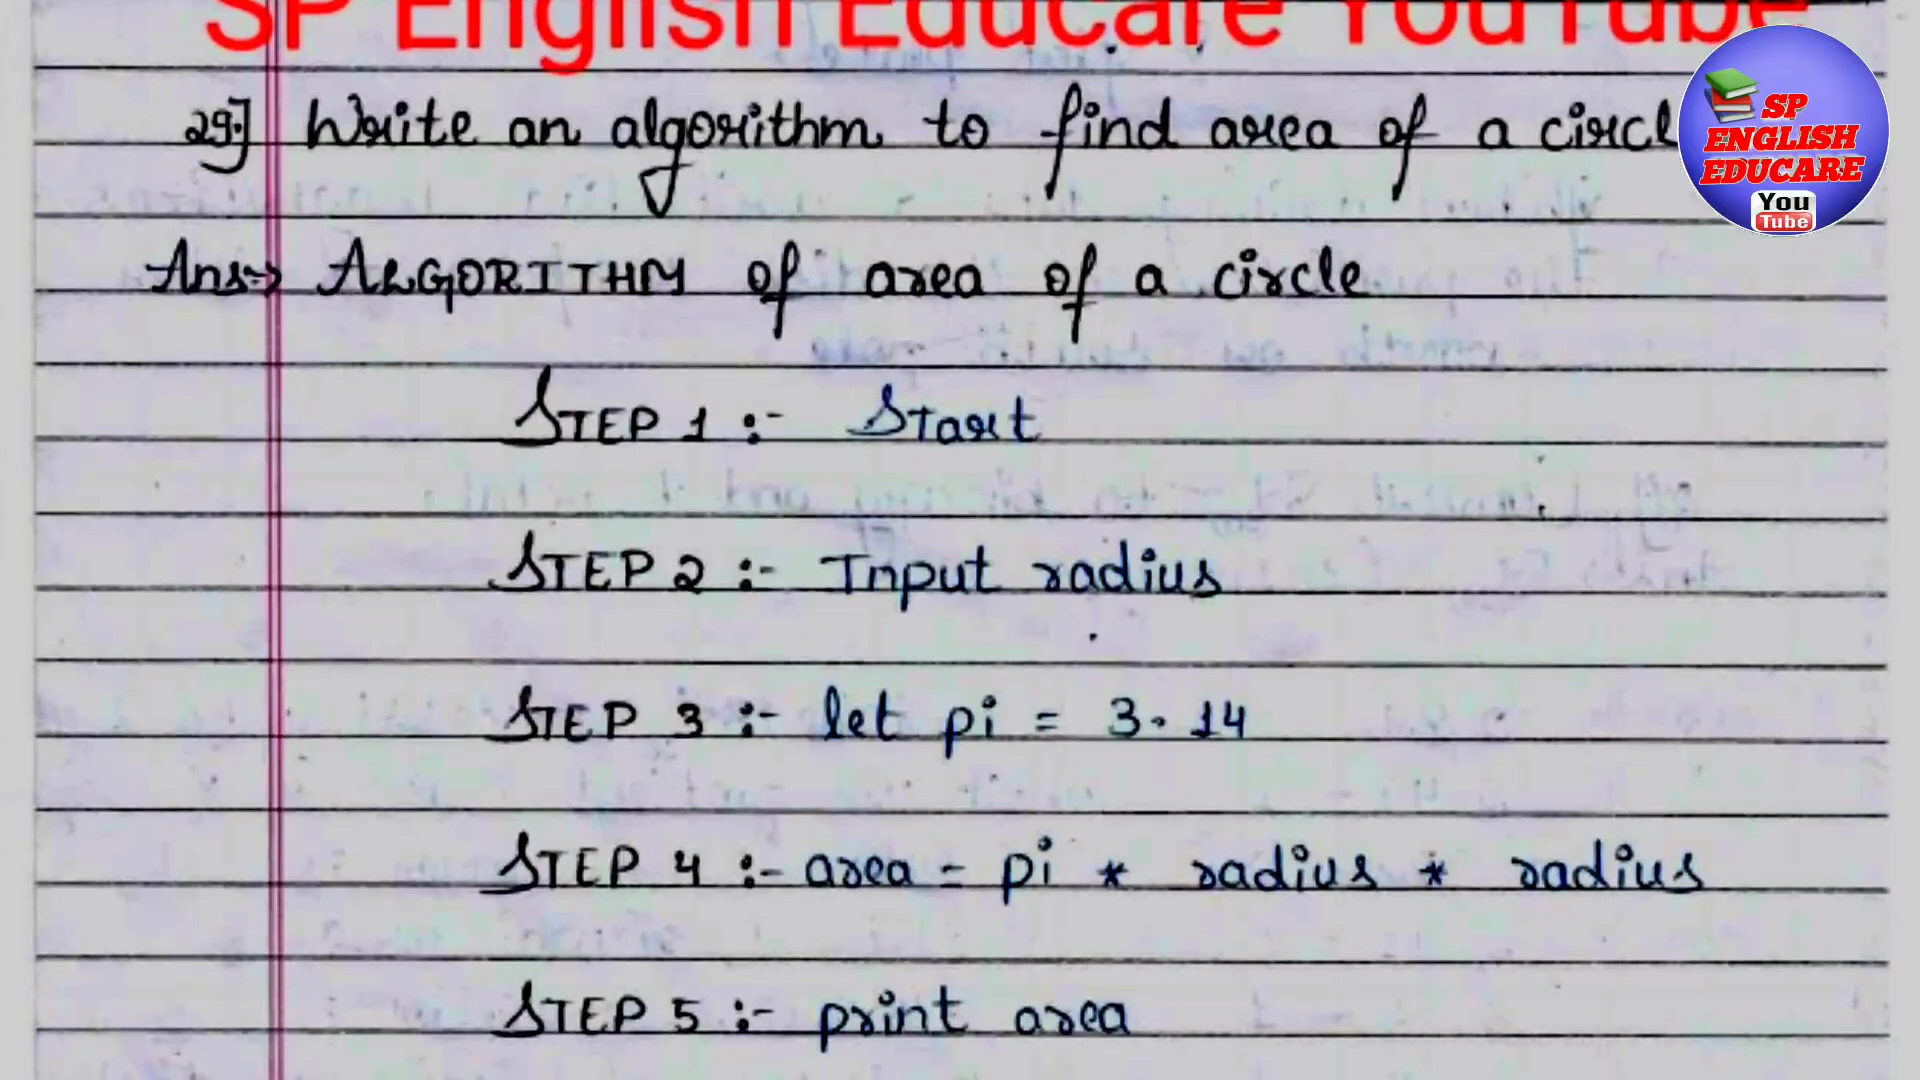 SP English Educare YouTube
29.] Write an algorithm to find area of a circl
Ans:-> ALGORITHM of area of a circle
STEP 1 :- Start
STEP 2 :- Input radius
STEP 3 :- let pi = 3.14
STEP 4 :- area = pi * radius * radius
STEP 5 :- print area
SP
ENGLISH
EDUCARE
You
Tube